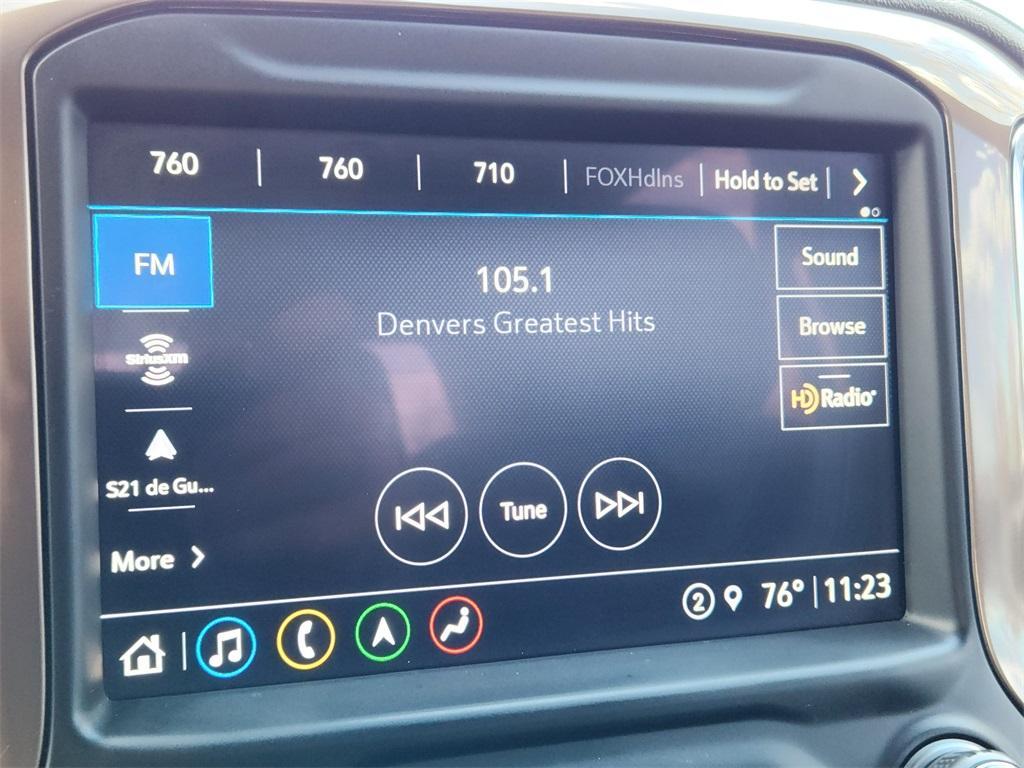 760 760 710 FOXHdlns Hold to Set
FM
105.1
Denvers Greatest Hits
Sound
Browse
HD Radio
SiriusXM
S21 de Gu...
More
Tune
2 76° 11:23